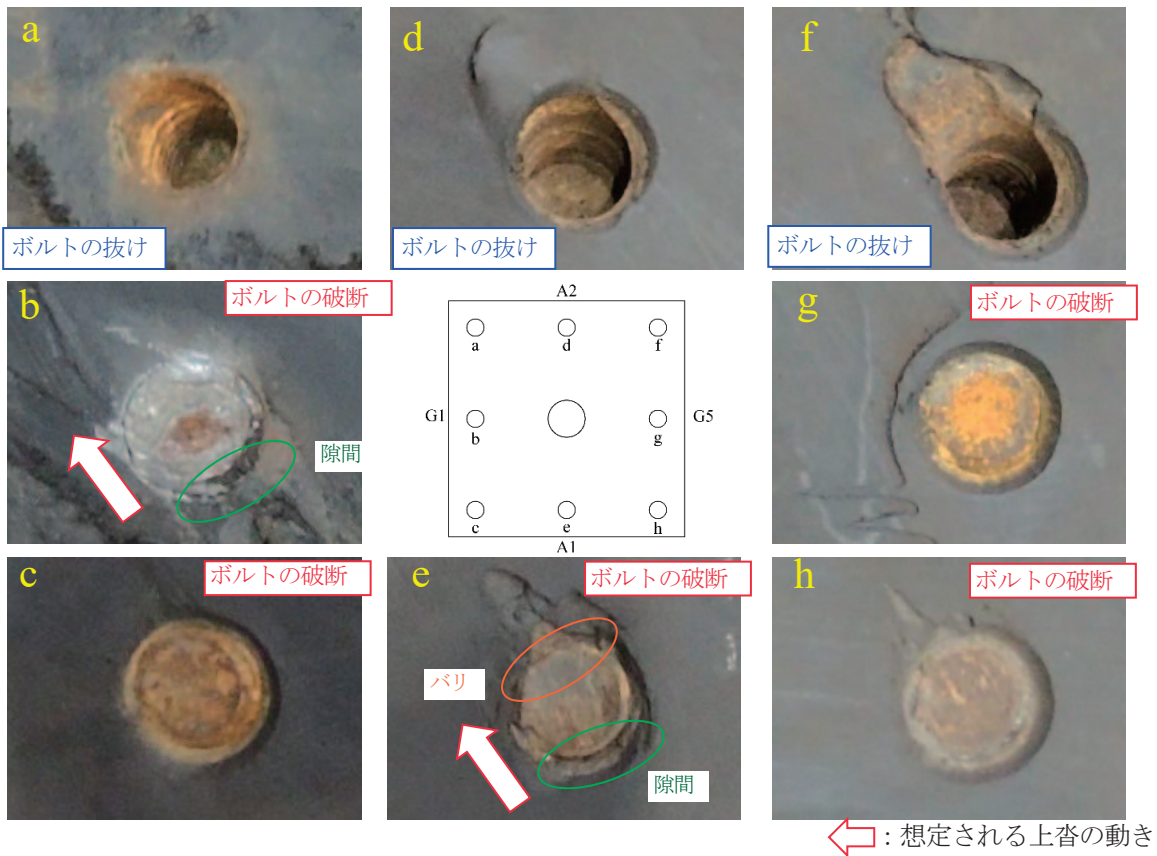 a
ボルトの抜け
d
ボルトの抜け
f
ボルトの抜け
b
ボルトの破断
隙間
A2
a
d
f
G1
b
g
G5
c
e
h
A1
g
ボルトの破断
c
ボルトの破断
e
ボルトの破断
バリ
隙間
h
ボルトの破断
：想定される上沓の動き